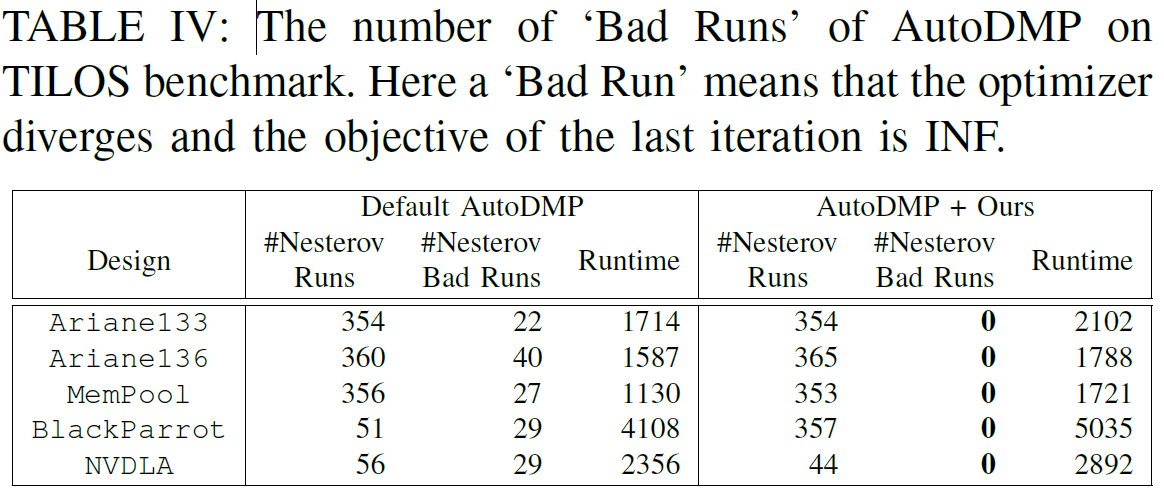 TABLE IV: The number of ‘Bad Runs’ of AutoDMP on
TILOS benchmark. Here a ‘Bad Run’ means that the optimizer
diverges and the objective of the last iteration is INF.
Design Default AutoDMP AutoDMP + Ours
#Nesterov Runs #Nesterov Bad Runs Runtime #Nesterov Runs #Nesterov Bad Runs Runtime
Ariane133 354 22 1714 354 0 2102
Ariane136 360 40 1587 365 0 1788
MemPool 356 27 1130 353 0 1721
BlackParrot 51 29 4108 357 0 5035
NVDLA 56 29 2356 44 0 2892